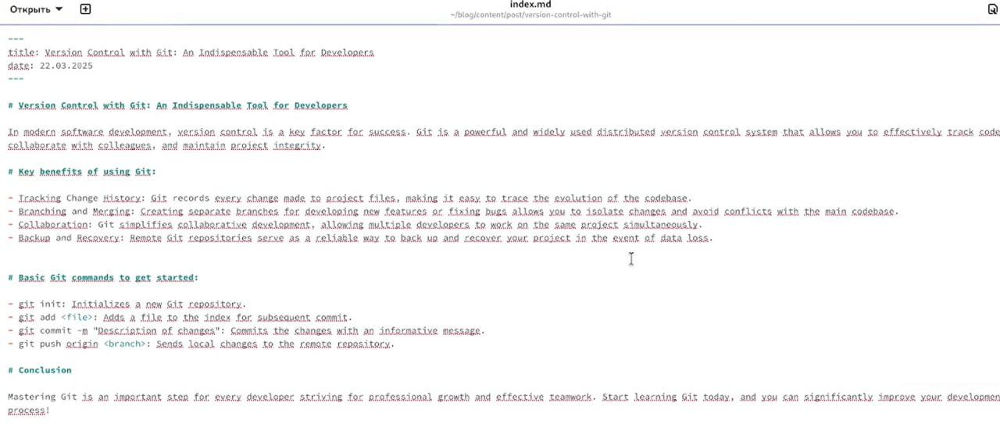 Открыть
index.md
~/blog/content/post/version-control-with-git
---
title: Version Control with Git: An Indispensable Tool for Developers
date: 22.03.2025
---
# Version Control with Git: An Indispensable Tool for Developers
In modern software development, version control is a key factor for success. Git is a powerful and widely used distributed version control system that allows you to effectively track code
collaborate with colleagues, and maintain project integrity.
# Key benefits of using Git:
- Tracking Change History: Git records every change made to project files, making it easy to trace the evolution of the codebase.
- Branching and Merging: Creating separate branches for developing new features or fixing bugs allows you to isolate changes and avoid conflicts with the main codebase.
- Collaboration: Git simplifies collaborative development, allowing multiple developers to work on the same project simultaneously.
- Backup and Recovery: Remote Git repositories serve as a reliable way to back up and recover your project in the event of data loss.
# Basic Git commands to get started:
- git init: Initializes a new Git repository.
- git add <file>: Adds a file to the index for subsequent commit.
- git commit -m "Description of changes": Commits the changes with an informative message.
- git push origin <branch>: Sends local changes to the remote repository.
# Conclusion
Mastering Git is an important step for every developer striving for professional growth and effective teamwork. Start learning Git today, and you can significantly improve your developmen
process!